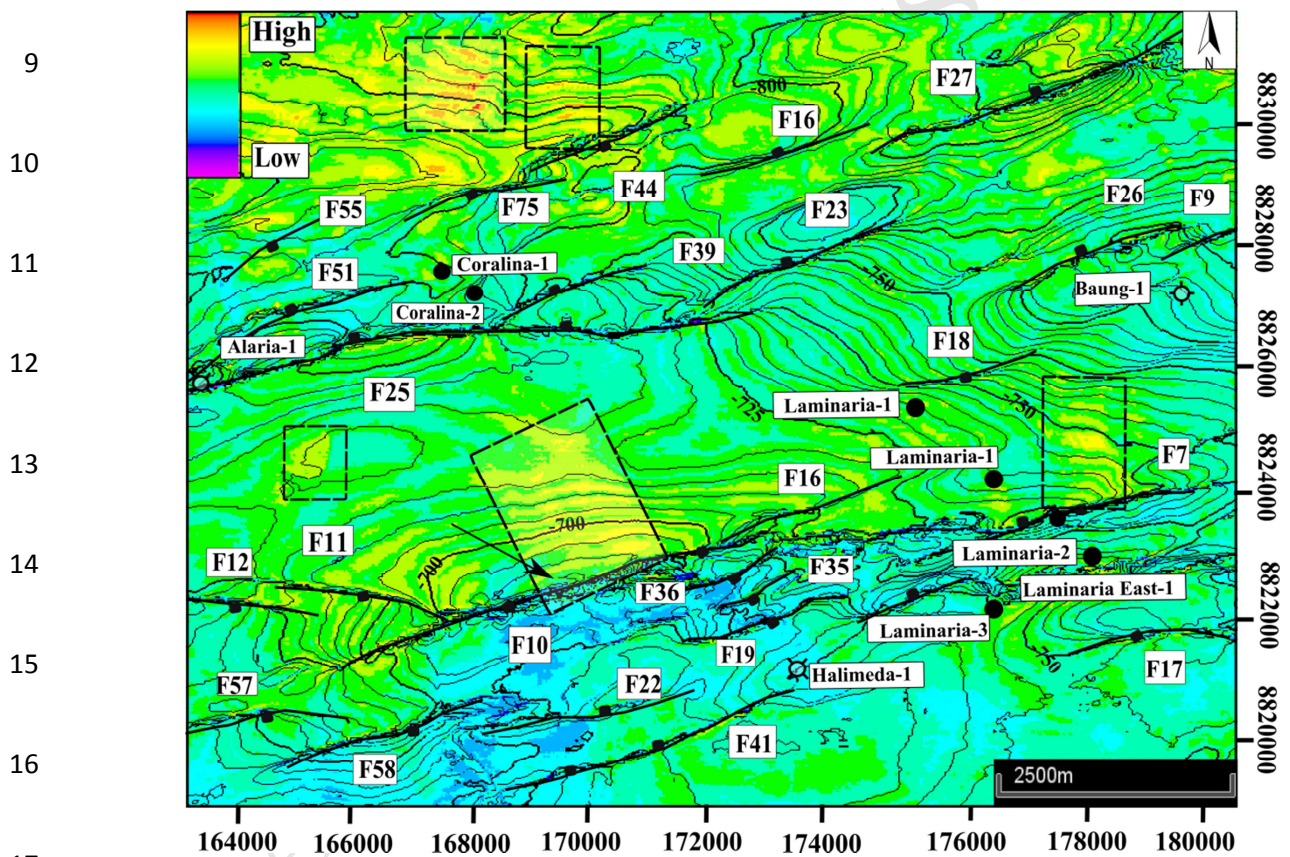 9
High
N
-800
F27
F16
8830000
10
Low
F44
F55
F75
F23
F26
F9
8828000
11
F51
Coralina-1
F39
-750
Baung-1
Coralina-2
Alaria-1
F18
8826000
12
F25
Laminaria-1
-725
-750
13
Laminaria-1
F16
F7
8824000
-700
F11
14
F12
-700
Laminaria-2
F35
F36
Laminaria East-1
8822000
F10
Laminaria-3
15
F19
-750
F17
F57
F22
Halimeda-1
8820000
F41
16
F58
2500m
164000 166000 168000 170000 172000 174000 176000 178000 180000